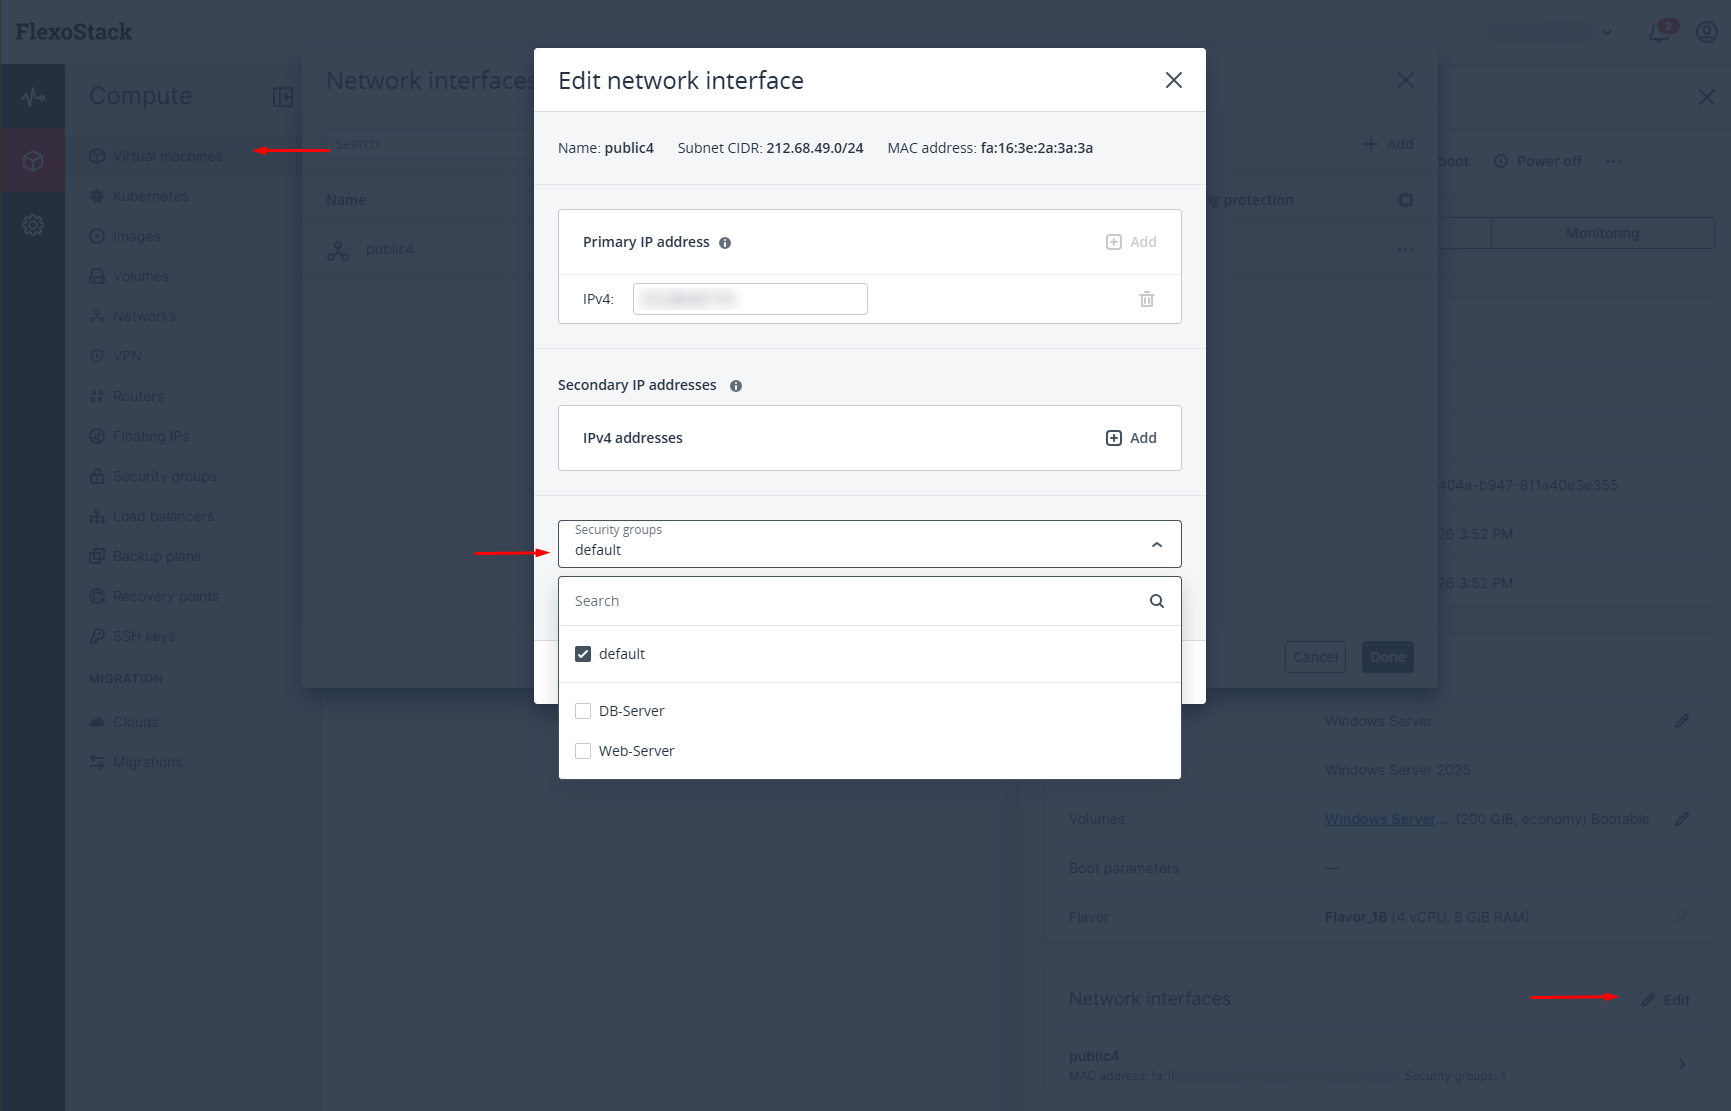 FlexoStack
2
Compute
Virtual machines
Kubernetes
Images
Volumes
Networks
VPN
Routers
Floating IPs
Security groups
Load balancers
Backup plans
Recovery points
SSH keys
MIGRATION
Clouds
Migrations
Network interfaces
Search
Add
Name
protection
public4
Cancel
Done
Edit network interface
Name: public4 Subnet CIDR: 212.68.49.0/24 MAC address: fa:16:3e:2a:3a:3a
Primary IP address
Add
IPv4:
Secondary IP addresses
IPv4 addresses
Add
Security groups
default
Search
default
DB-Server
Web-Server
Power off
Monitoring
404a-b947-811a40e3e355
26 3:52 PM
26 3:52 PM
Windows Server
Windows Server 2025
Volumes Windows Server... (200 GiB, economy) Bootable
Boot parameters —
Flavor Flavor_16 (4 vCPU, 8 GiB RAM)
Network interfaces
Edit
public4
MAC address: fa:16 Security groups: 1